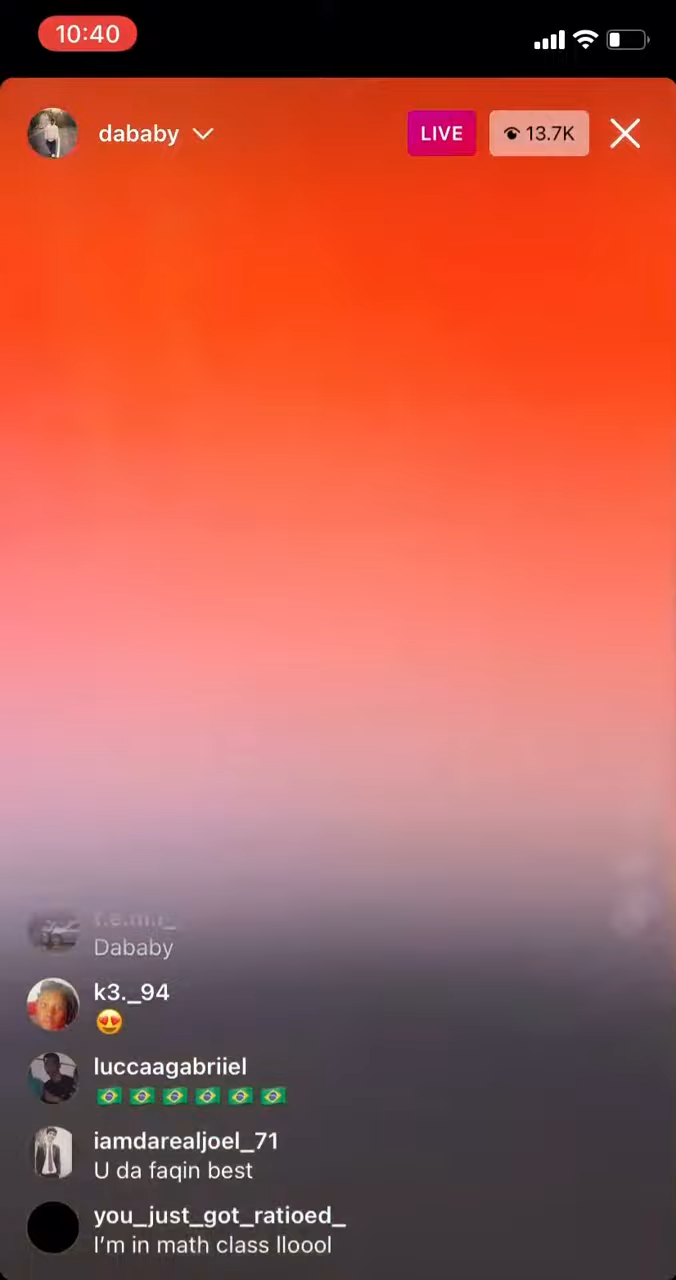 10:40
dababy
LIVE
13.7K
Dababy
k3._94
😍
luccaagabriiel
🇧🇷 🇧🇷 🇧🇷 🇧🇷 🇧🇷 🇧🇷
iamdarealjoel_71
U da faqin best
you_just_got_ratioed_
I'm in math class lloool